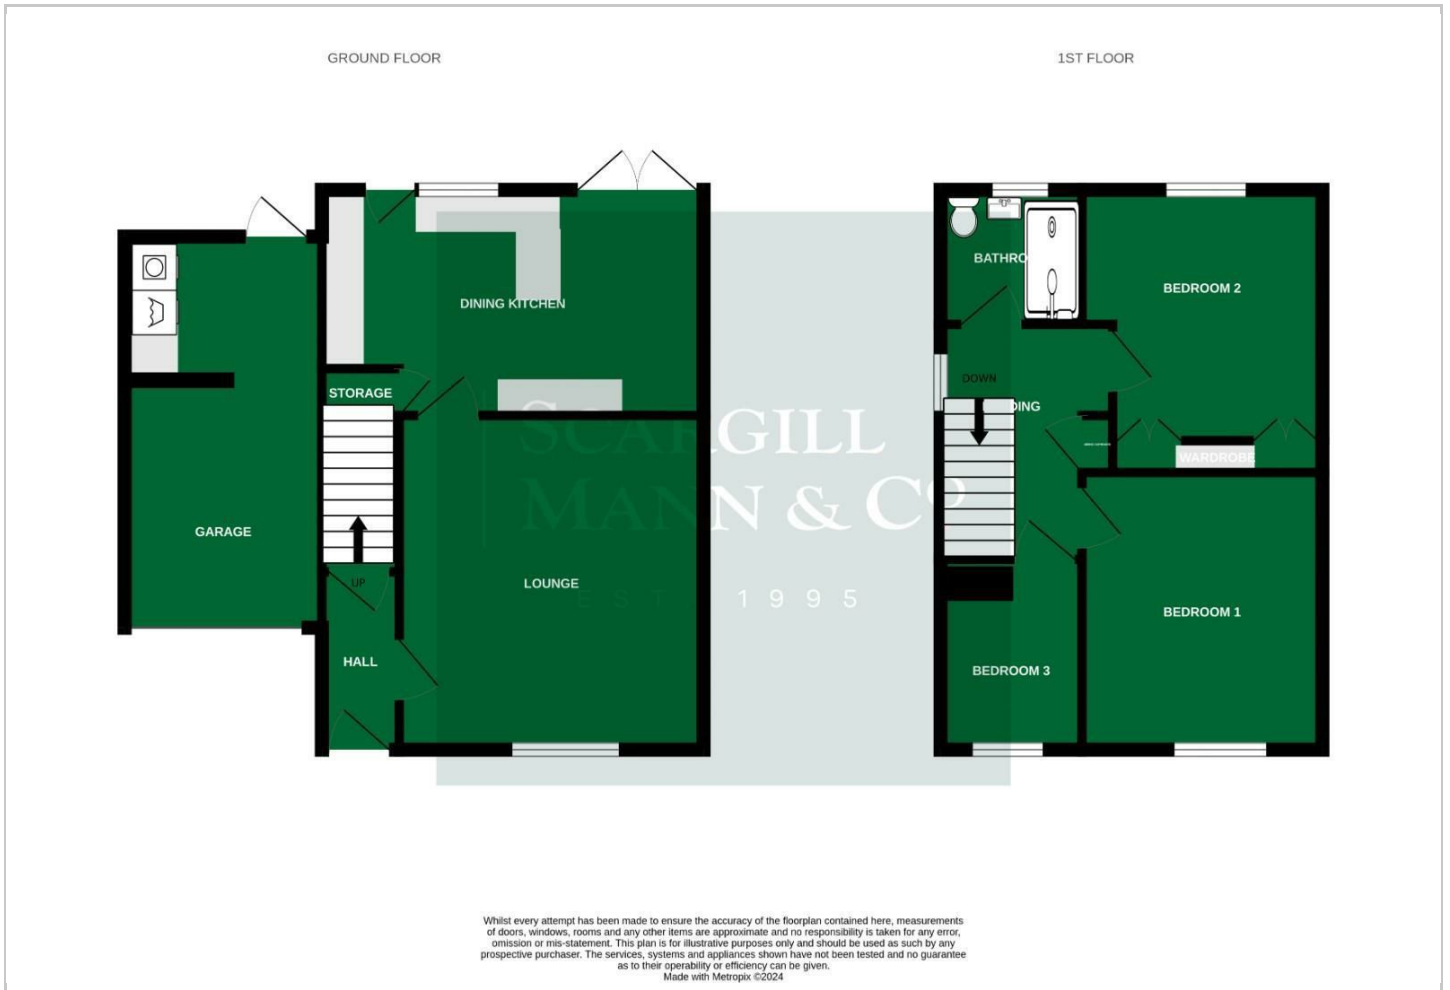 GROUND FLOOR
1ST FLOOR
DINING KITCHEN
STORAGE
GARAGE
UP
LOUNGE
HALL
BATHRO
BEDROOM 2
DOWN
DING
WARDROBE
BEDROOM 1
BEDROOM 3
SCARGILL
MANN & CO
EST. 1995
Whilst every attempt has been made to ensure the accuracy of the floorplan contained here, measurements
of doors, windows, rooms and any other items are approximate and no responsibility is taken for any error,
omission or mis-statement. This plan is for illustrative purposes only and should be used as such by any
prospective purchaser. The services, systems and appliances shown have not been tested and no guarantee
as to their operability or efficiency can be given.
Made with Metropix ©2024